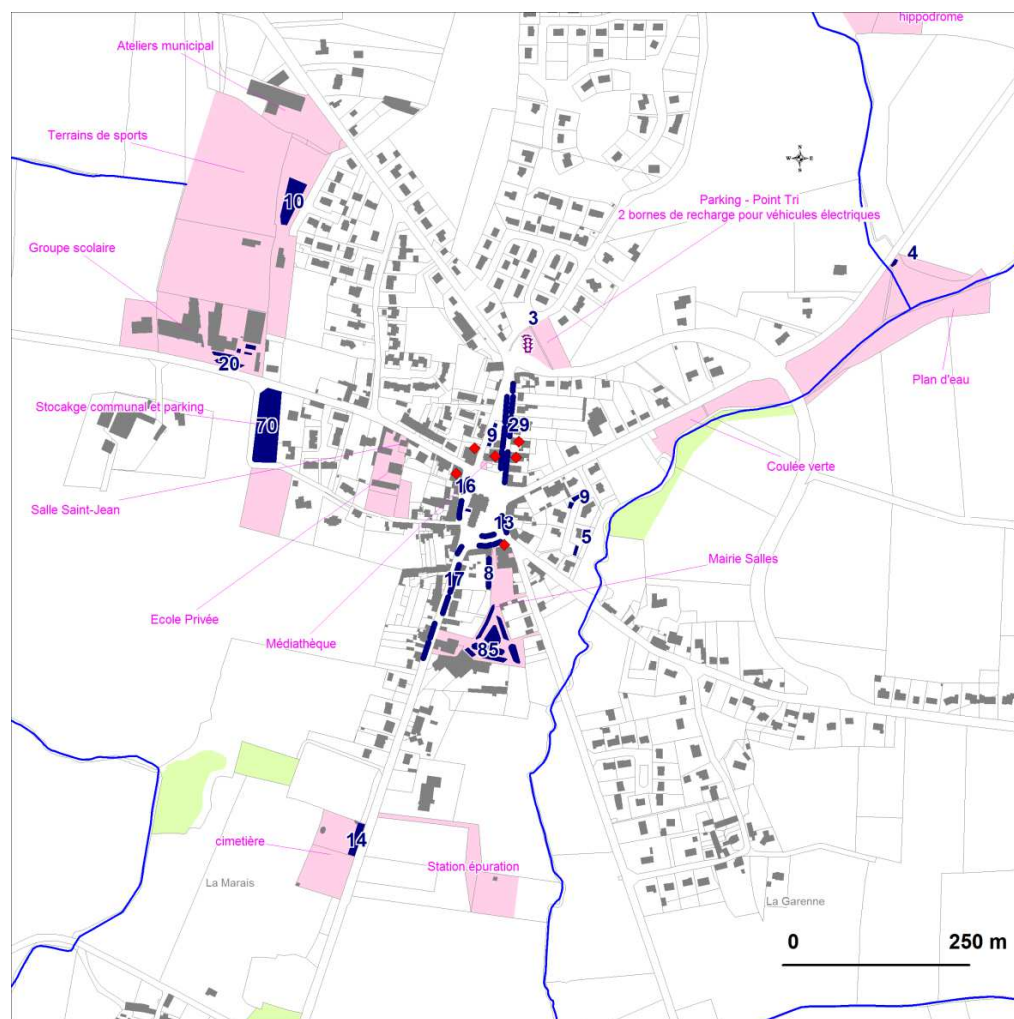 hippodrome
Ateliers municipal
Terrains de sports
N
W E
S
10
Parking - Point Tri
2 bornes de recharge pour véhicules électriques
Groupe scolaire
4
3
20
Plan d'eau
Stocakge communal et parking
70
9
29
Coulée verte
Salle Saint-Jean
16
9
13
5
Mairie Salles
17
8
Ecole Privée
Médiathèque
85
14
cimetière
Station épuration
La Marais
La Garenne
0 250 m